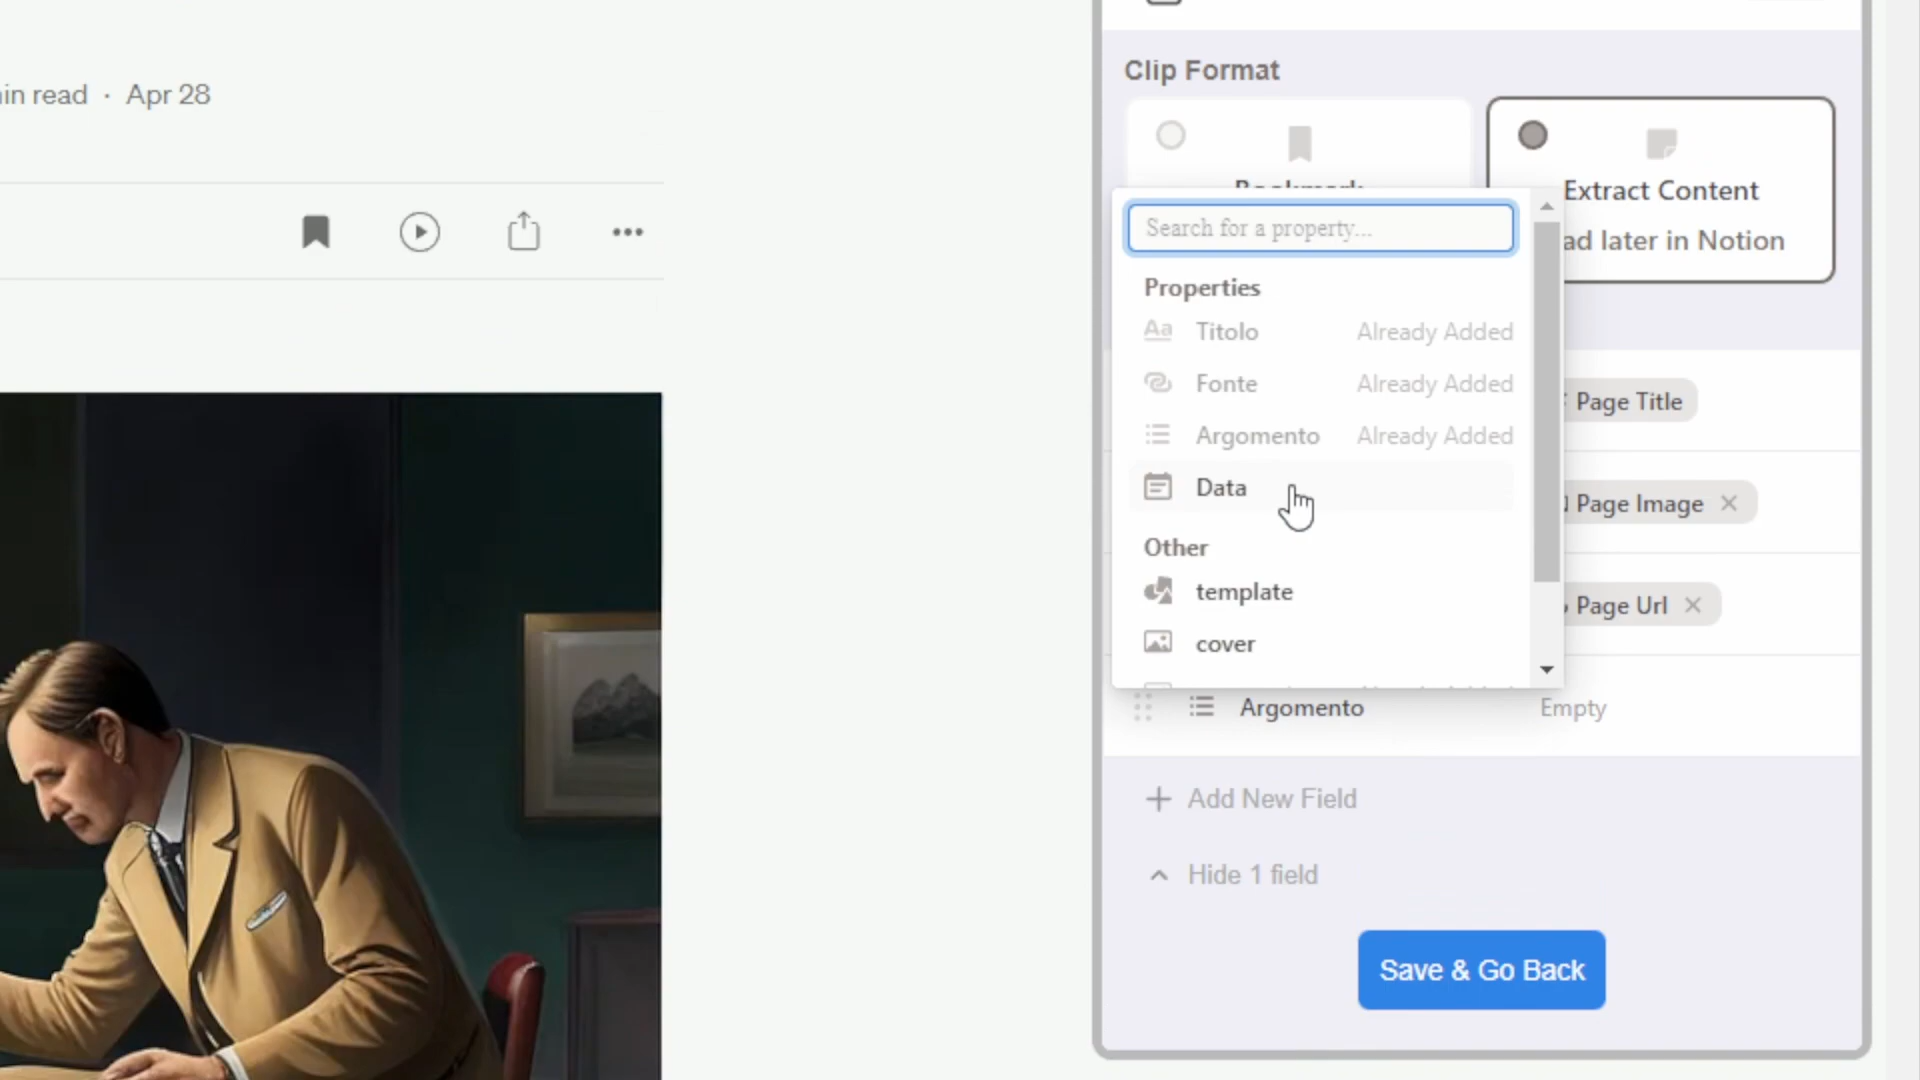 in read · Apr 28
Clip Format
Extract Content
ad later in Notion
Search for a property...
Properties
Titolo Already Added
Fonte Already Added
Argomento Already Added
Data
Other
template
cover
Page Title
Page Image
Page Url
Argomento Empty
Add New Field
Hide 1 field
Save & Go Back